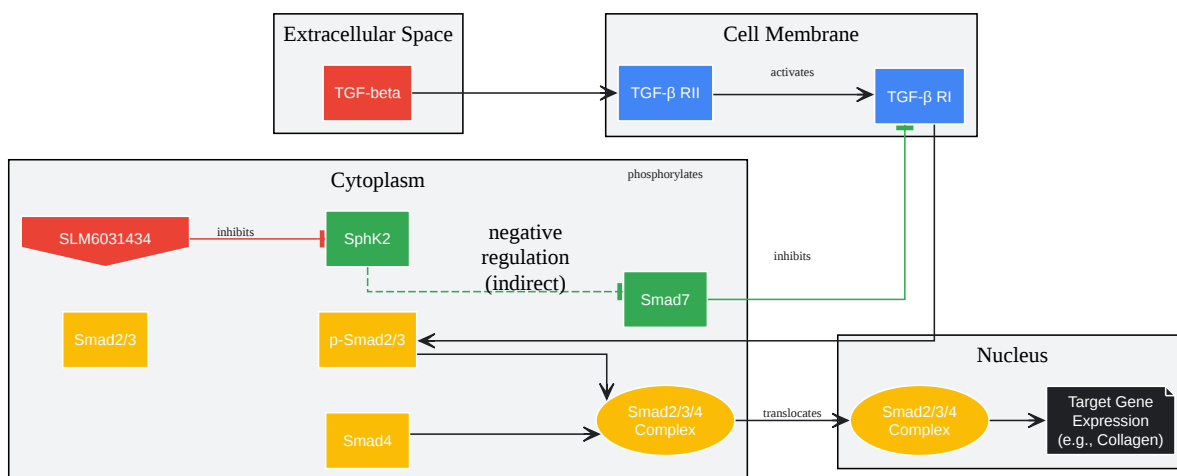 Extracellular Space
Cell Membrane
TGF-beta
TGF-β RII
activates
TGF-β RI
Cytoplasm
phosphorylates
SLM6031434
inhibits
SphK2
negative
regulation
(indirect)
inhibits
Smad7
Smad2/3
p-Smad2/3
Nucleus
Smad4
Smad2/3/4
Complex
translocates
Smad2/3/4
Complex
Target Gene
Expression
(e.g., Collagen)